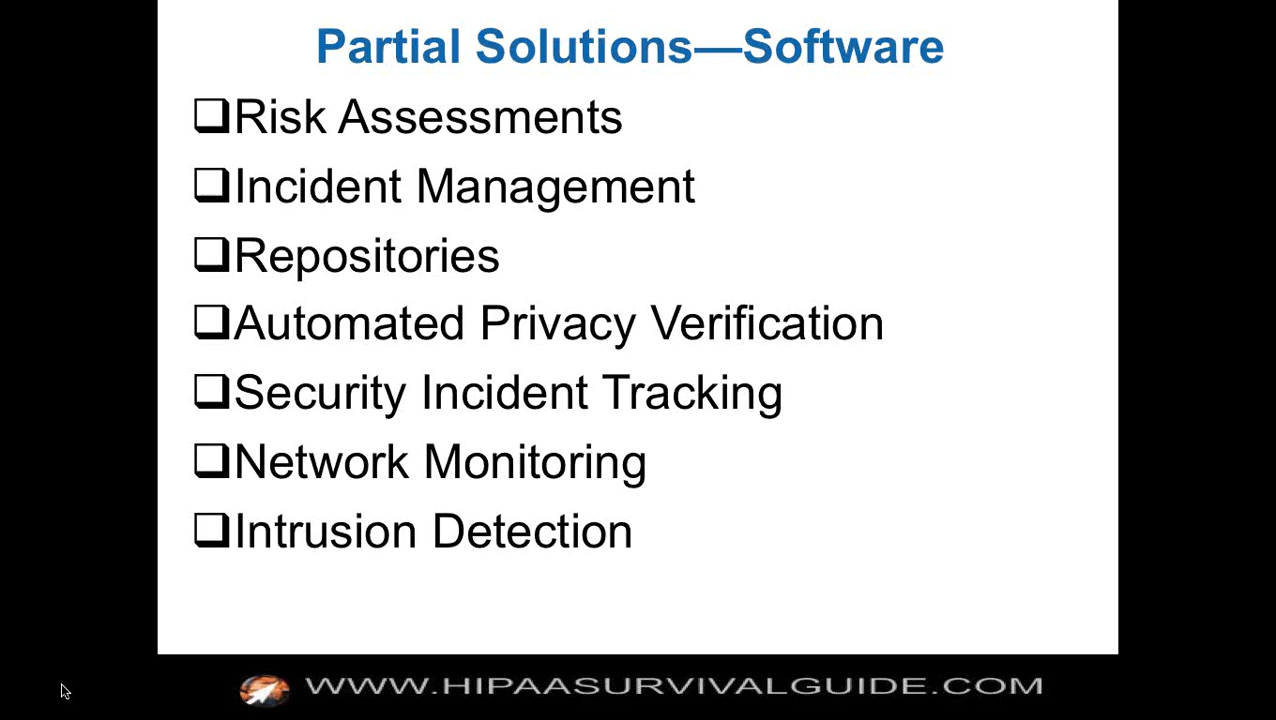 Partial Solutions—Software
❑Risk Assessments
❑Incident Management
❑Repositories
❑Automated Privacy Verification
❑Security Incident Tracking
❑Network Monitoring
❑Intrusion Detection
WWW.HIPAASURVIVALGUIDE.COM